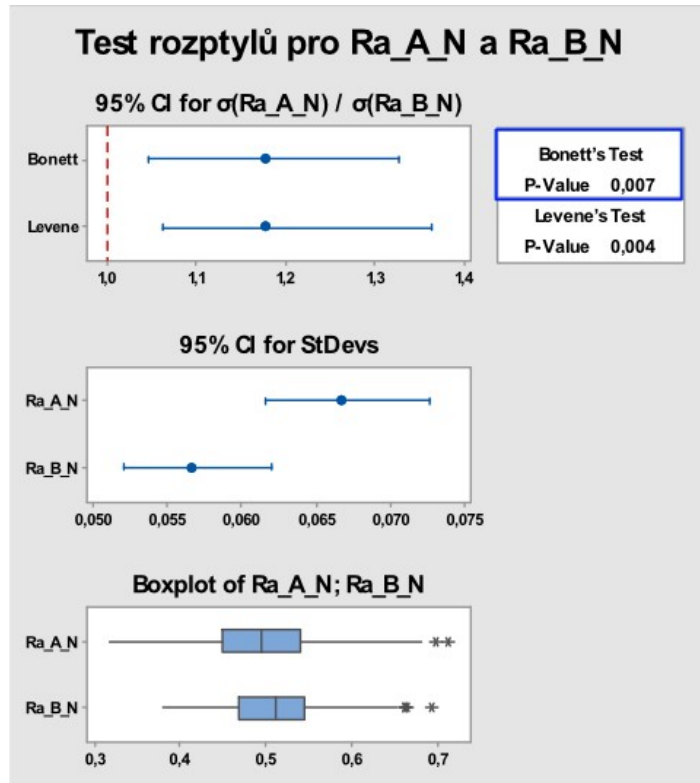 Test rozptylů pro Ra_A_N a Ra_B_N
95% CI for σ(Ra_A_N) / σ(Ra_B_N)
Bonett
Levene
1,0 1,1 1,2 1,3 1,4
Bonett's Test
P-Value 0,007
Levene's Test
P-Value 0,004
95% CI for StDevs
Ra_A_N
Ra_B_N
0,050 0,055 0,060 0,065 0,070 0,075
Boxplot of Ra_A_N; Ra_B_N
Ra_A_N
Ra_B_N
0,3 0,4 0,5 0,6 0,7